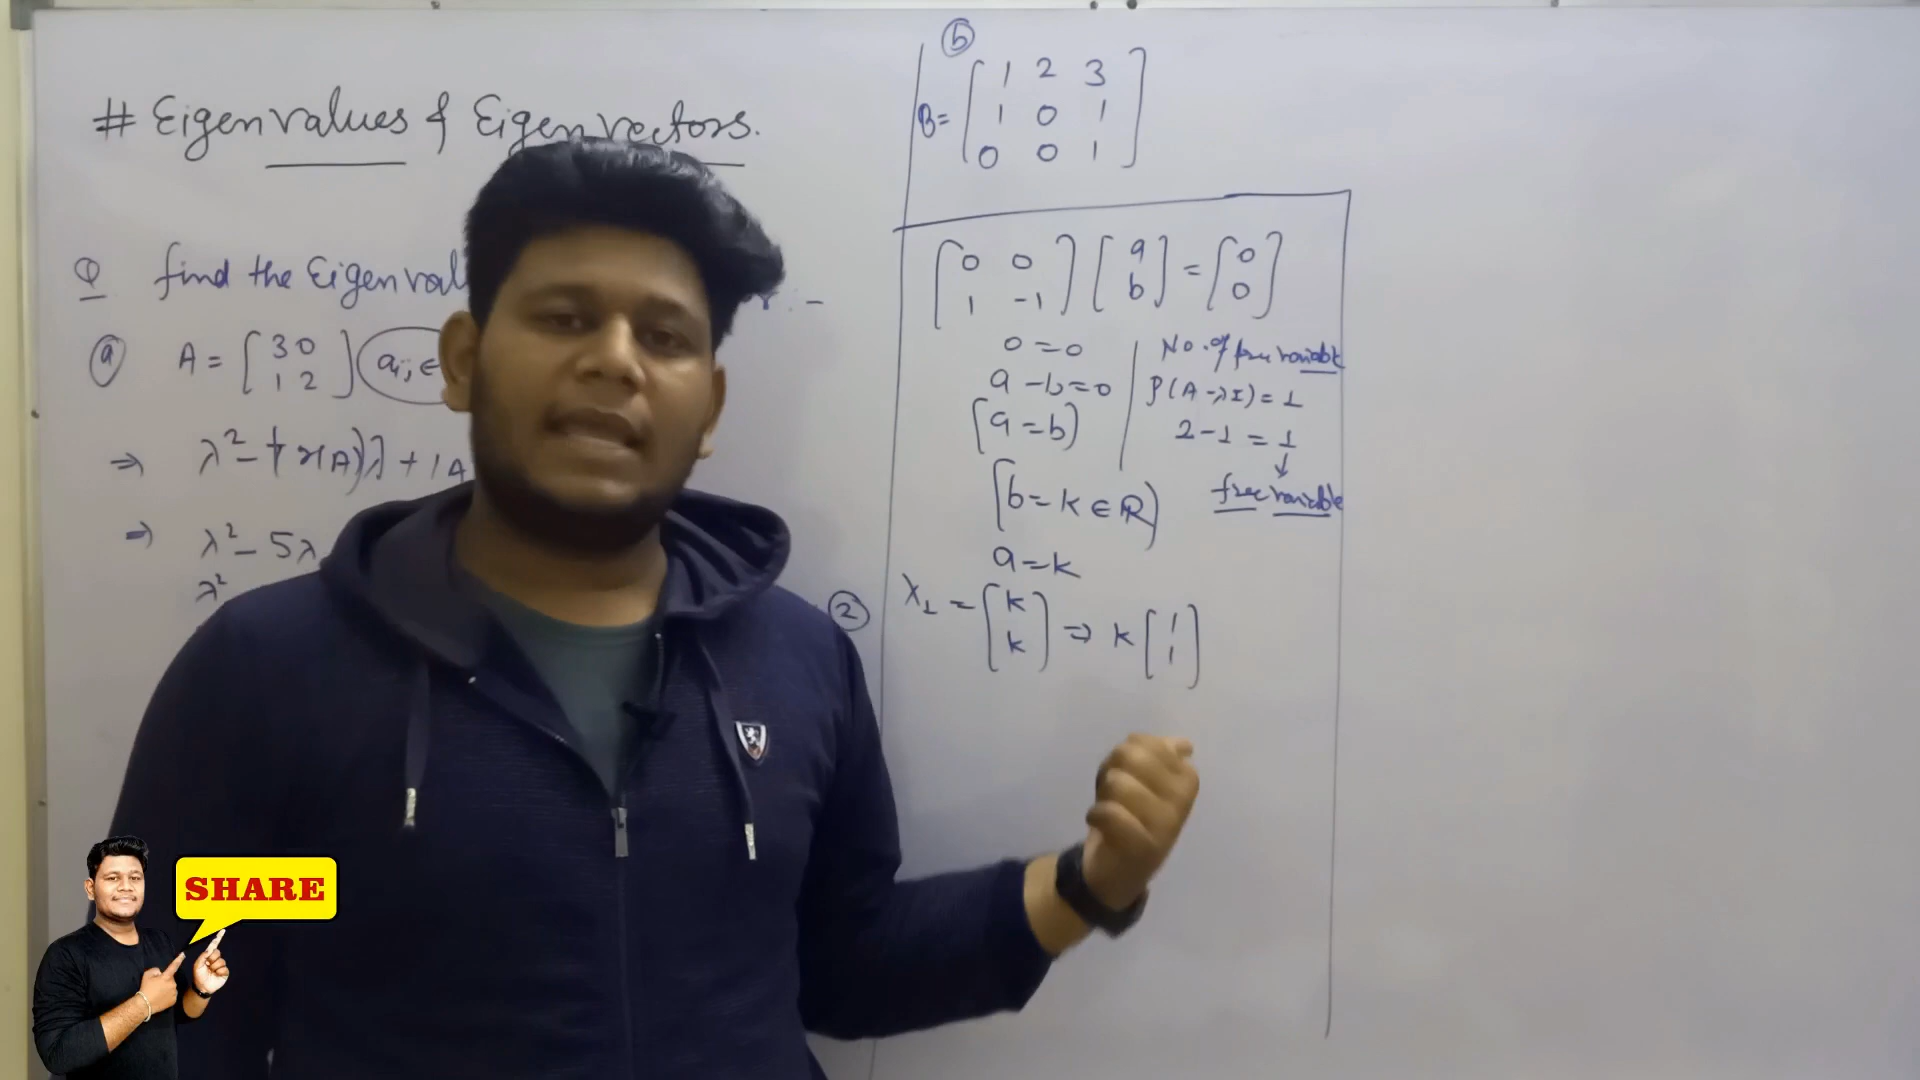 # Eigenvalues & Eigenvectors.
Q find the Eigenval
a A = [ 3 0
1 2 ] aij ∈
⇒ λ² - tr(A)λ + |A
⇒ λ² - 5λ
λ²
2
b
B = [ 1 2 3
1 0 1
0 0 1 ]
[ 0 0
1 -1 ] [ a
b ] = [ 0
0 ]
0 = 0
a - b = 0
[a = b]
[b = k ∈ R]
a = k
No. of free variable
ρ(A - λI) = 1
2 - 1 = 1
↓
free variable
X₁ = [ k
k ] ⇒ k [ 1
1 ]
SHARE